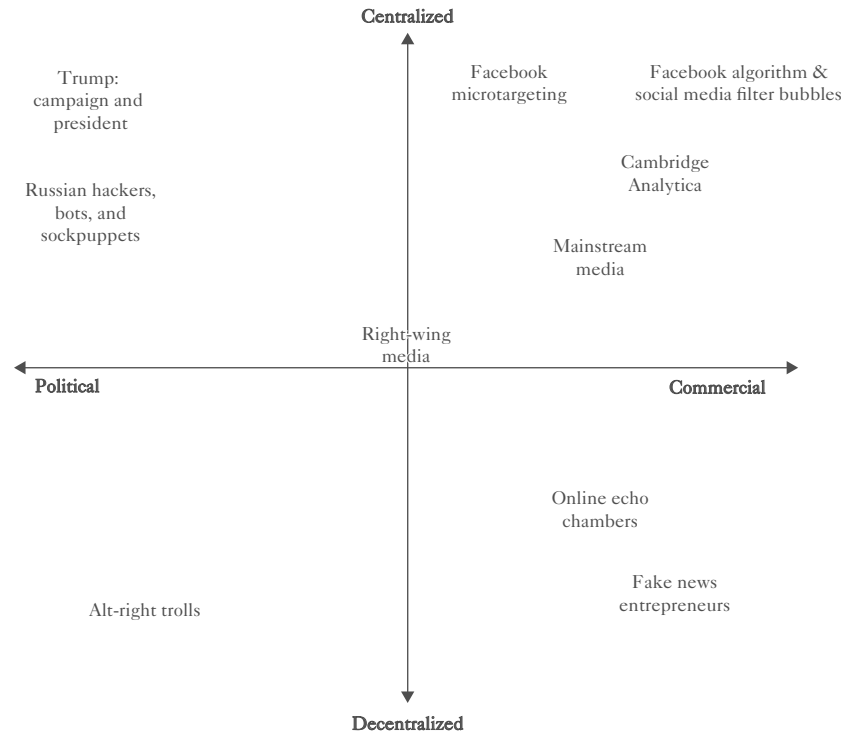 Centralized
Trump:
campaign and
president
Facebook
microtargeting
Facebook algorithm &
social media filter bubbles
Cambridge
Analytica
Russian hackers,
bots, and
sockpuppets
Mainstream
media
Right-wing
media
Political
Commercial
Online echo
chambers
Fake news
entrepreneurs
Alt-right trolls
Decentralized